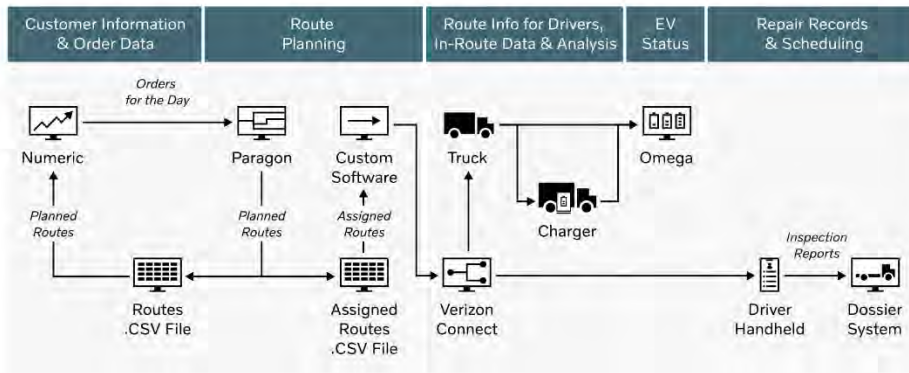 Customer Information
& Order Data
Route
Planning
Route Info for Drivers,
In-Route Data & Analysis
EV
Status
Repair Records
& Scheduling
Orders
for the Day
Numeric
Paragon
Custom
Software
Truck
Omega
Charger
Planned
Routes
Planned
Routes
Assigned
Routes
Inspection
Reports
Routes
.CSV File
Assigned
Routes
.CSV File
Verizon
Connect
Driver
Handheld
Dossier
System